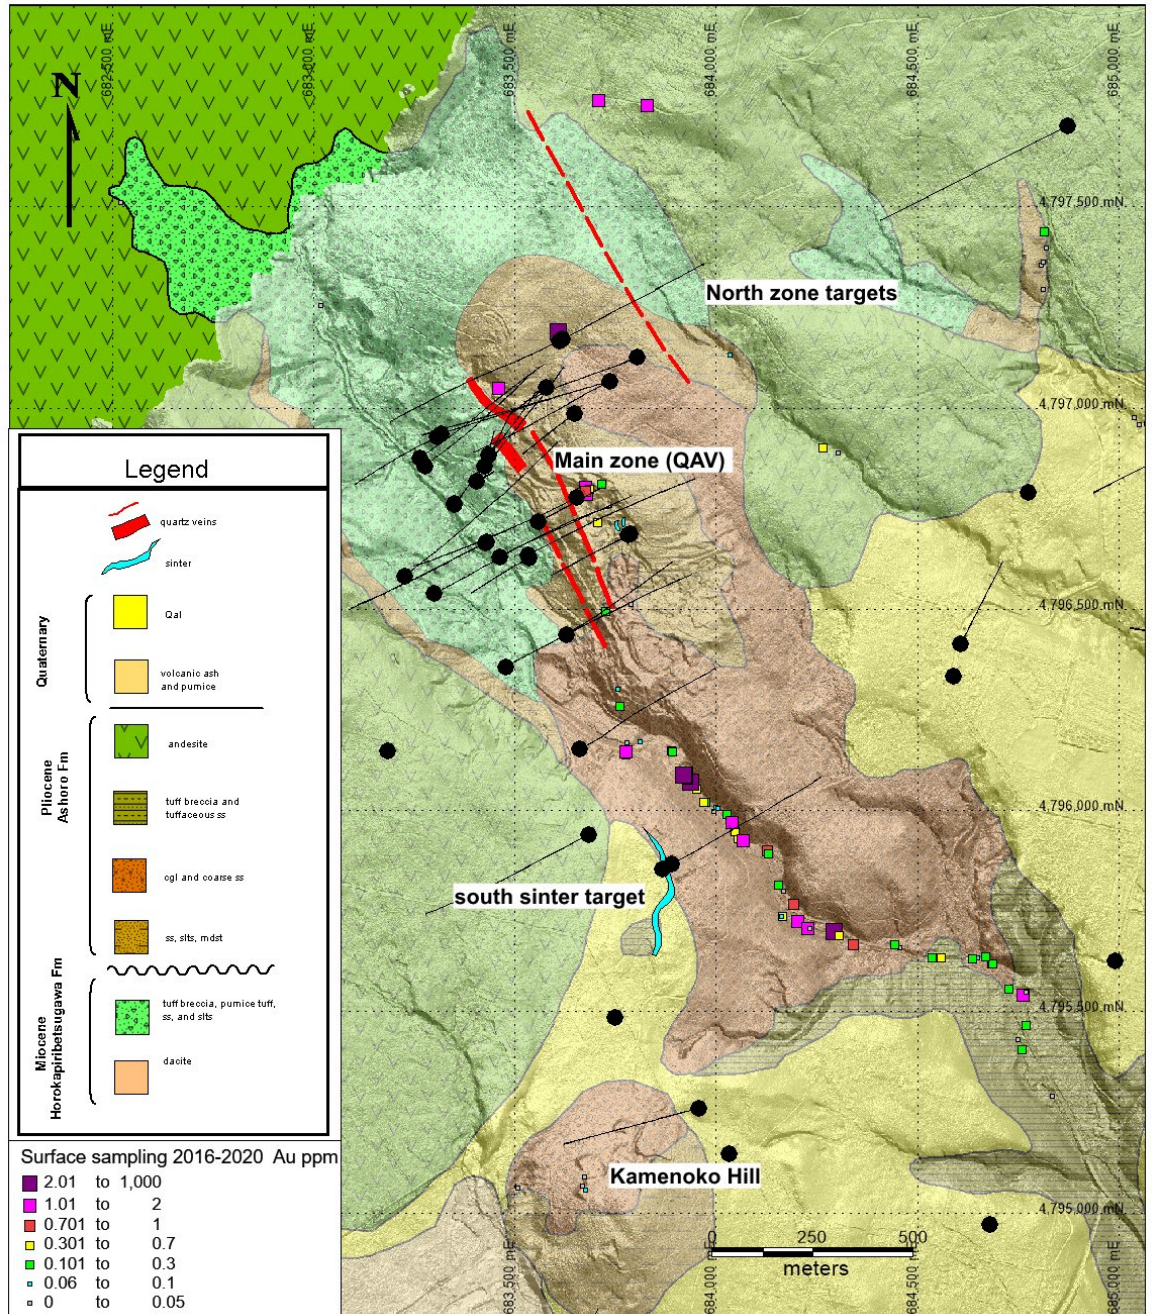 682,500 mE
683,000 mE
683,500 mE
684,000 mE
684,500 mE
685,000 mE
N
4,797,500 mN
North zone targets
4,797,000 mN
Main zone (QAV)
4,796,500 mN
4,796,000 mN
south sinter target
4,795,500 mN
Kamenoko Hill
4,795,000 mN
0 250 500
meters
683,500 mE
684,000 mE
684,500 mE
685,000 mE
Legend
quartz veins
sinter
Quaternary
Qal
volcanic ash
and pumice
Pliocene
Ashoro Fm
andesite
tuff breccia and
tuffaceous ss
cgl and coarse ss
ss, slts, mdst
Miocene
Horokapiribetsugawa Fm
tuff breccia, pumice tuff,
ss, and slts
dacite
Surface sampling 2016-2020 Au ppm
2.01 to 1,000
1.01 to 2
0.701 to 1
0.301 to 0.7
0.101 to 0.3
0.06 to 0.1
0 to 0.05